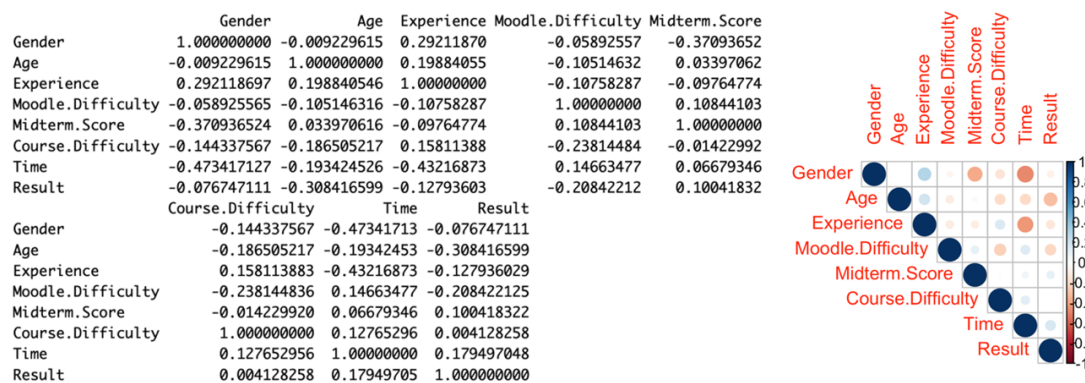 Gender Age Experience Moodle.Difficulty Midterm.Score
Gender 1.000000000 -0.009229615 0.29211870 -0.05892557 -0.37093652
Age -0.009229615 1.000000000 0.19884055 -0.10514632 0.03397062
Experience 0.292118697 0.198840546 1.00000000 -0.10758287 -0.09764774
Moodle.Difficulty -0.058925565 -0.105146316 -0.10758287 1.00000000 0.10844103
Midterm.Score -0.370936524 0.033970616 -0.09764774 0.10844103 1.00000000
Course.Difficulty -0.144337567 -0.186505217 0.15811388 -0.23814484 -0.01422992
Time -0.473417127 -0.193424526 -0.43216873 0.14663477 0.06679346
Result -0.076747111 -0.308416599 -0.12793603 -0.20842212 0.10041832
Course.Difficulty Time Result
Gender -0.144337567 -0.47341713 -0.076747111
Age -0.186505217 -0.19342453 -0.308416599
Experience 0.158113883 -0.43216873 -0.127936029
Moodle.Difficulty -0.238144836 0.14663477 -0.208422125
Midterm.Score -0.014229920 0.06679346 0.100418322
Course.Difficulty 1.000000000 0.12765296 0.004128258
Time 0.127652956 1.00000000 0.179497048
Result 0.004128258 0.17949705 1.000000000
Gender
Age
Experience
Moodle.Difficulty
Midterm.Score
Course.Difficulty
Time
Result
Gender
Age
Experience
Moodle.Difficulty
Midterm.Score
Course.Difficulty
Time
Result